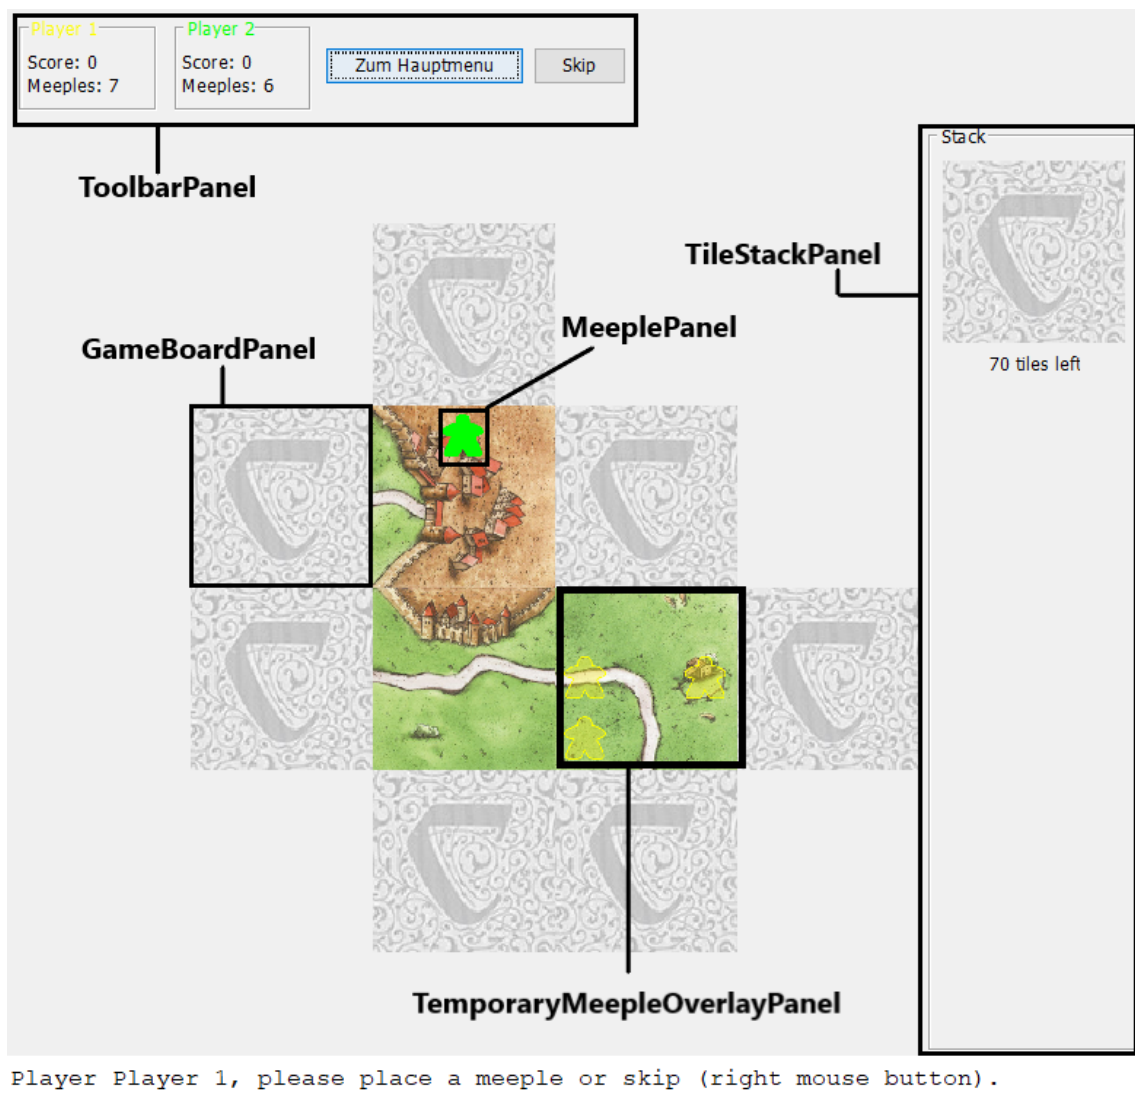 Player 1
Player 2
Score: 0
Meeples: 7
Score: 0
Meeples: 6
Zum Hauptmenu
Skip
ToolbarPanel
Stack
TileStackPanel
MeeplePanel
GameBoardPanel
70 tiles left
TemporaryMeepleOverlayPanel
Player Player 1, please place a meeple or skip (right mouse button).